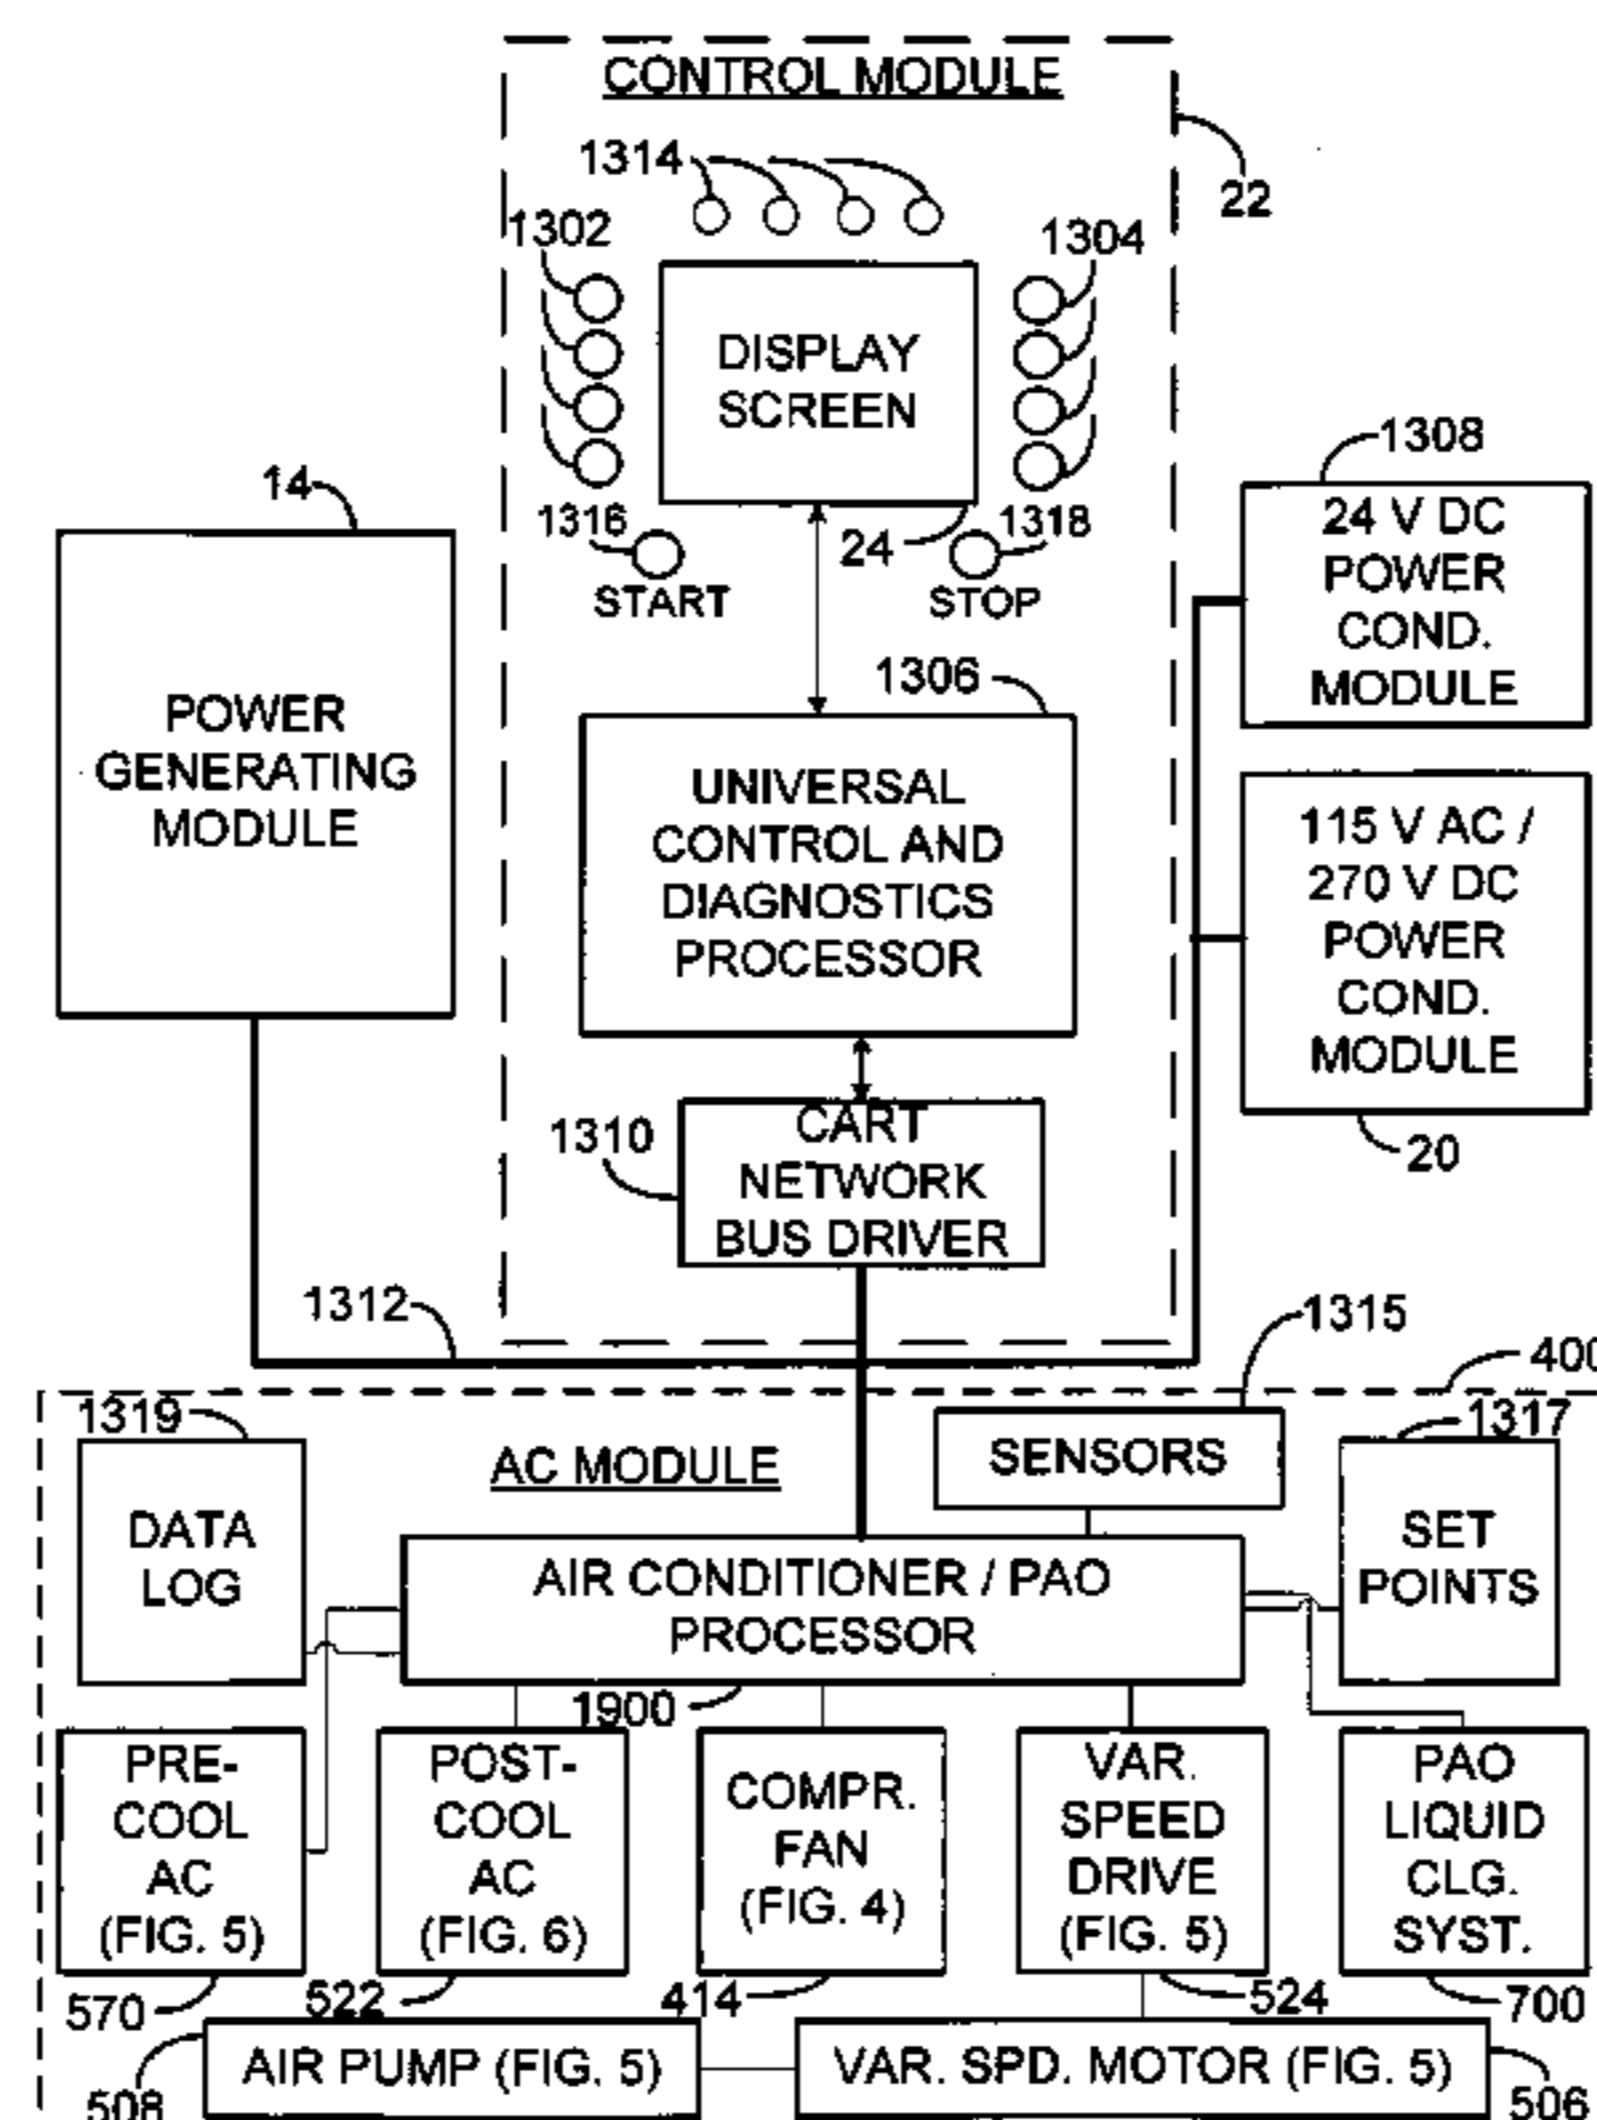 CONTROL MODULE
1314
22
1302
1304
DISPLAY
SCREEN
1308
14
1316
24
1318
START
STOP
24 V DC
POWER
COND.
MODULE
1306
POWER
GENERATING
MODULE
UNIVERSAL
CONTROL AND
DIAGNOSTICS
PROCESSOR
115 V AC /
270 V DC
POWER
COND.
MODULE
1310
CART
NETWORK
BUS DRIVER
20
1312
1315
400
1319
1317
AC MODULE
SENSORS
DATA
LOG
SET
POINTS
AIR CONDITIONER / PAO
PROCESSOR
1900
PRE-
COOL
AC
(FIG. 5)
POST-
COOL
AC
(FIG. 6)
COMPR.
FAN
(FIG. 4)
VAR.
SPEED
DRIVE
(FIG. 5)
PAO
LIQUID
CLG.
SYST.
570
522
414
524
700
AIR PUMP (FIG. 5)
VAR. SPD. MOTOR (FIG. 5)
508
506